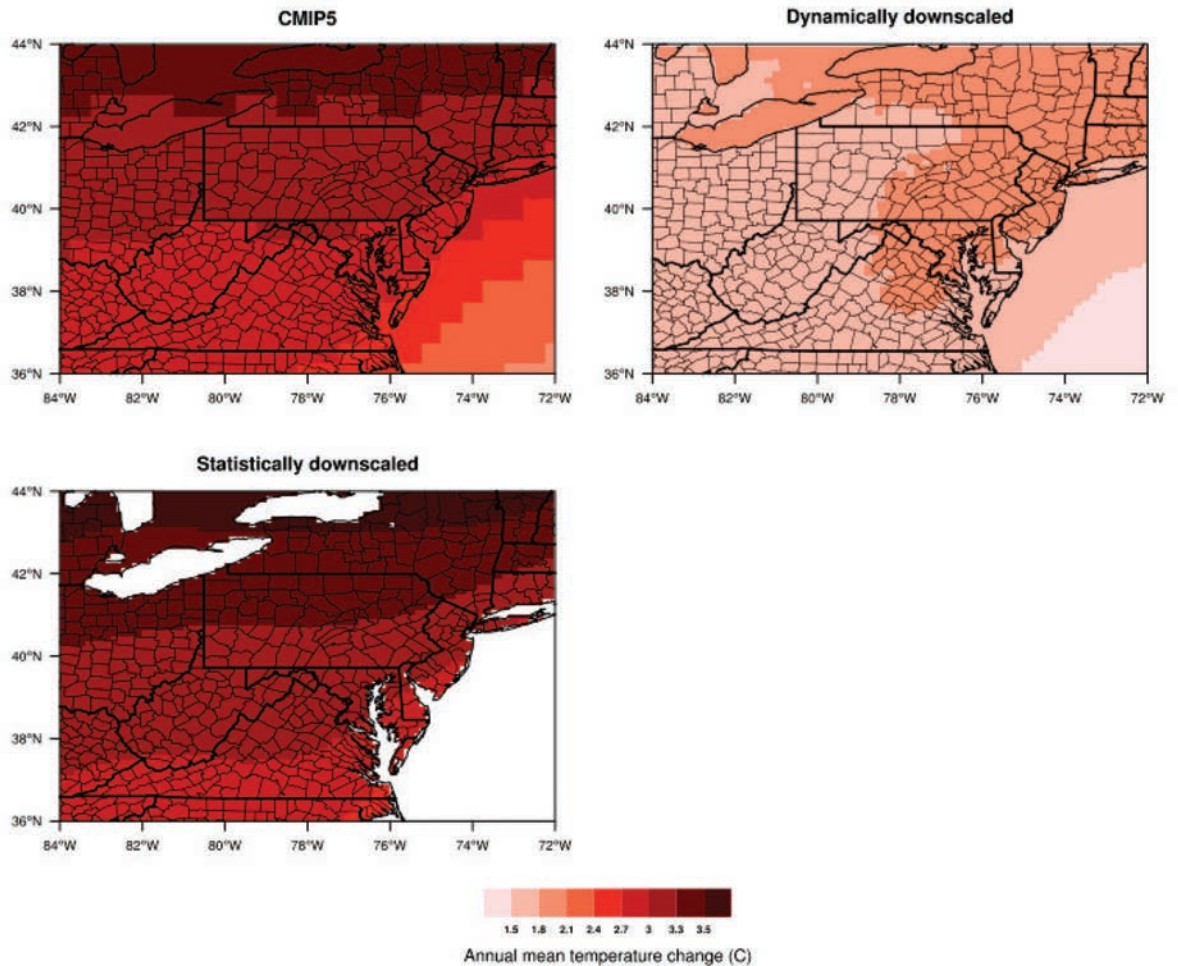 CMIP5
44°N
42°N
40°N
38°N
36°N
84°W 82°W 80°W 78°W 76°W 74°W 72°W
Dynamically downscaled
44°N
42°N
40°N
38°N
36°N
84°W 82°W 80°W 78°W 76°W 74°W 72°W
Statistically downscaled
44°N
42°N
40°N
38°N
36°N
84°W 82°W 80°W 78°W 76°W 74°W 72°W
1.5 1.8 2.1 2.4 2.7 3 3.3 3.5
Annual mean temperature change (C)